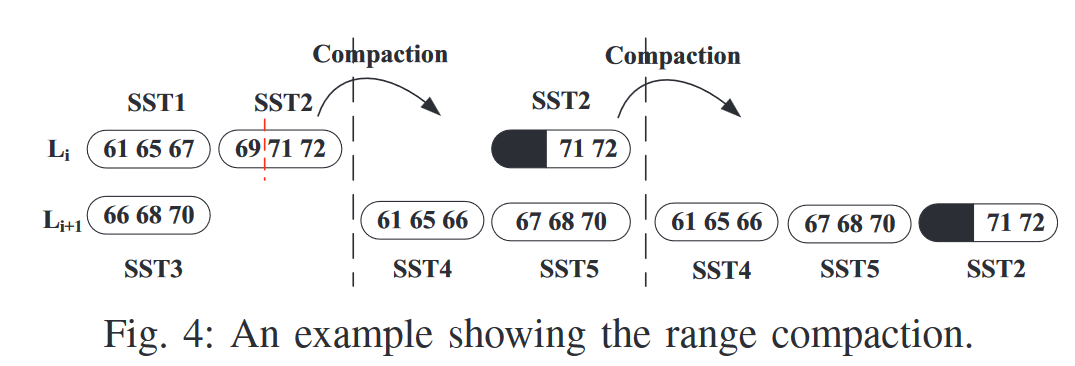 Compaction Compaction
SST1 SST2 SST2
Li 61 65 67 69 71 72 71 72
Li+1 66 68 70 61 65 66 67 68 70 61 65 66 67 68 70 71 72
SST3 SST4 SST5 SST4 SST5 SST2
Fig. 4: An example showing the range compaction.